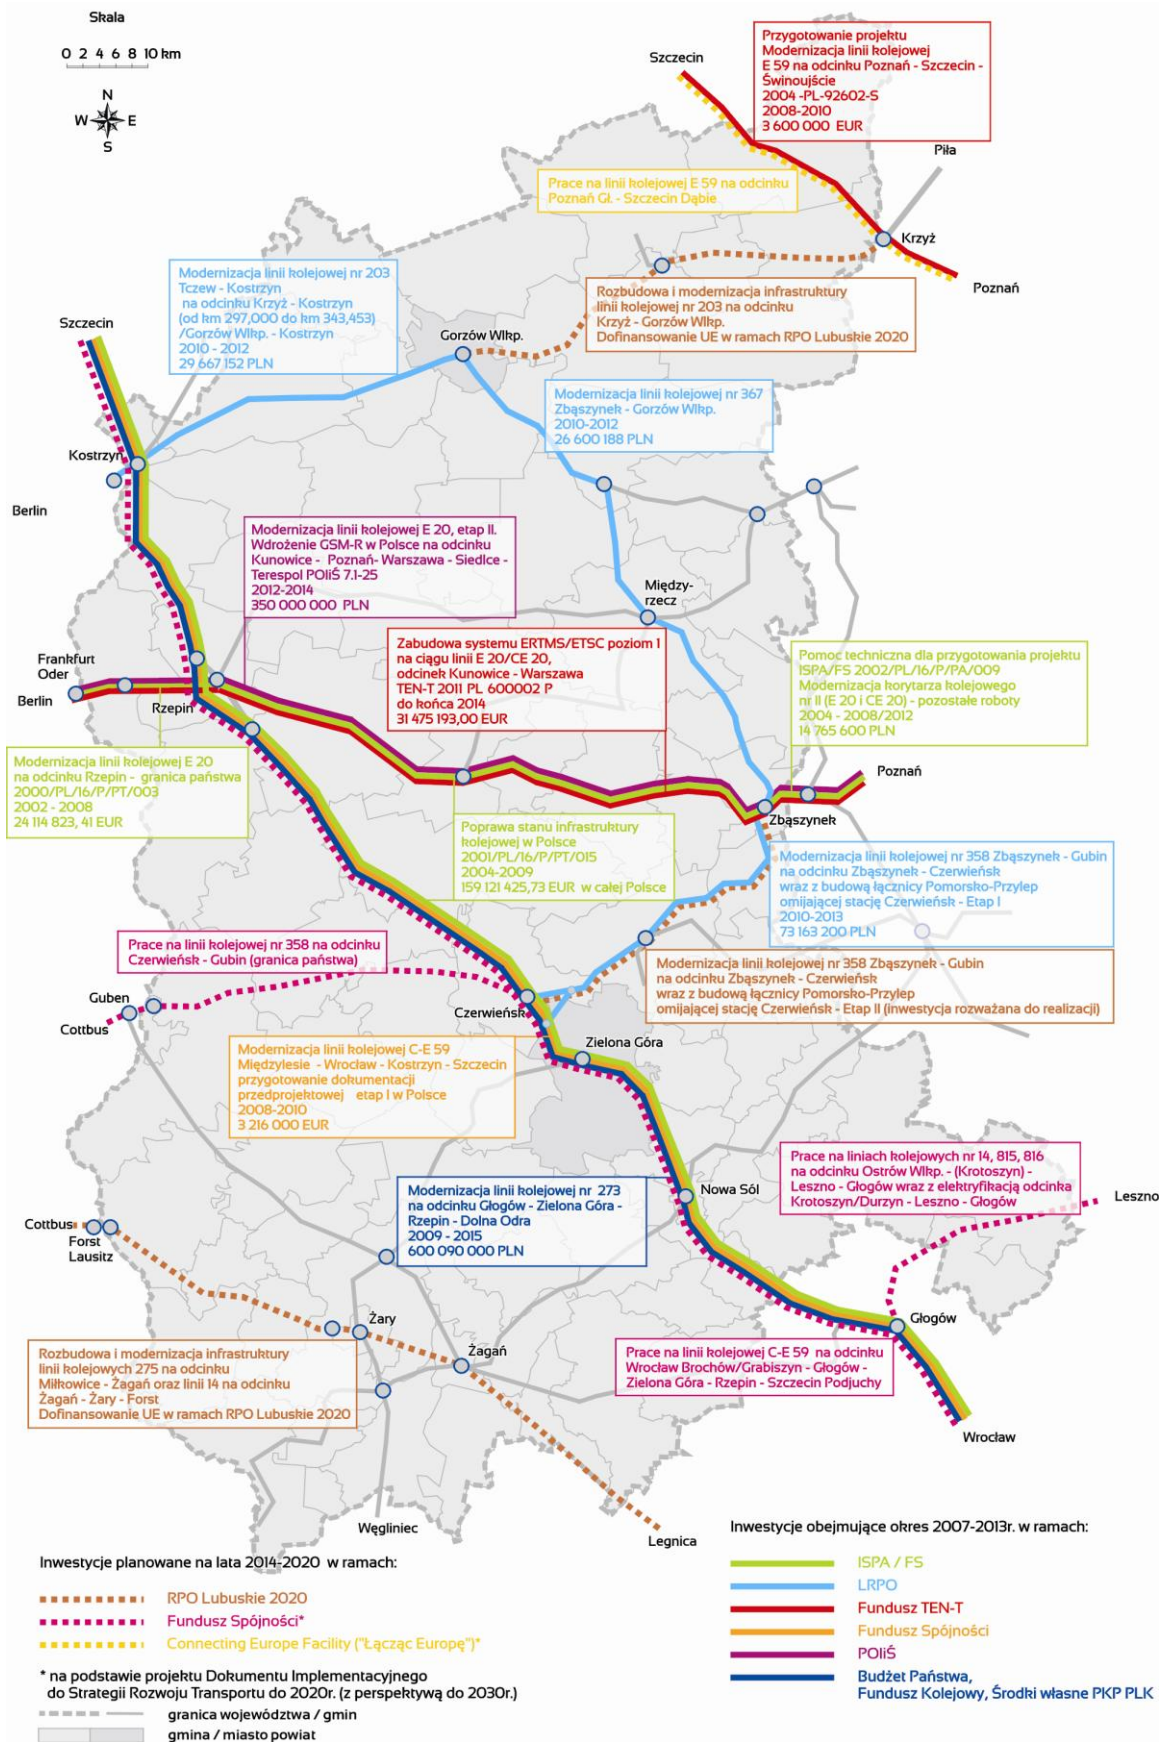 Skala
0 2 4 6 8 10 km
N
W E
S
Szczecin
Przygotowanie projektu
Modernizacja linii kolejowej
E 59 na odcinku Poznań - Szczecin -
Świnoujście
2004 -PL-92602-S
2008-2010
3 600 000 EUR
Piła
Prace na linii kolejowej E 59 na odcinku
Poznań Gł. - Szczecin Dąbie
Krzyż
Poznań
Modernizacja linii kolejowej nr 203
Tczew - Kostrzyn
na odcinku Krzyż - Kostrzyn
(od km 297,000 do km 343,453)
/Gorzów Wlkp. - Kostrzyn
2010 - 2012
29 667 152 PLN
Rozbudowa i modernizacja infrastruktury
linii kolejowej nr 203 na odcinku
Krzyż - Gorzów Wlkp.
Dofinansowanie UE w ramach RPO Lubuskie 2020
Szczecin
Gorzów Wlkp.
Modernizacja linii kolejowej nr 367
Zbąszynek - Gorzów Wlkp.
2010-2012
26 600 188 PLN
Kostrzyn
Berlin
Modernizacja linii kolejowej E 20, etap II.
Wdrożenie GSM-R w Polsce na odcinku
Kunowice - Poznań- Warszawa - Siedlce -
Terespol POIiŚ 7.1-25
2012-2014
350 000 000 PLN
Między-
rzecz
Zabudowa systemu ERTMS/ETSC poziom 1
na ciągu linii E 20/CE 20,
odcinek Kunowice - Warszawa
TEN-T 2011 PL 600002 P
do końca 2014
31 475 193,00 EUR
Pomoc techniczna dla przygotowania projektu
ISPA/FS 2002/PL/16/P/PA/009
Modernizacja korytarza kolejowego
nr II (E 20 i CE 20) - pozostałe roboty
2004 - 2008/2012
14 765 600 PLN
Frankfurt
Oder
Berlin
Rzepin
Poznań
Zbąszynek
Modernizacja linii kolejowej E 20
na odcinku Rzepin - granica państwa
2000/PL/16/P/PT/003
2002 - 2008
24 114 823, 41 EUR
Poprawa stanu infrastruktury
kolejowej w Polsce
2001/PL/16/P/PT/015
2004-2009
159 121 425,73 EUR w całej Polsce
Modernizacja linii kolejowej nr 358 Zbąszynek - Gubin
na odcinku Zbąszynek - Czerwieńsk
wraz z budową łącznicy Pomorsko-Przylep
omijającej stację Czerwieńsk - Etap I
2010-2013
73 163 200 PLN
Prace na linii kolejowej nr 358 na odcinku
Czerwieńsk - Gubin (granica państwa)
Modernizacja linii kolejowej nr 358 Zbąszynek - Gubin
na odcinku Zbąszynek - Czerwieńsk
wraz z budową łącznicy Pomorsko-Przylep
omijającej stację Czerwieńsk - Etap II (inwestycja rozważana do realizacji)
Guben
Cottbus
Czerwieńsk
Zielona Góra
Modernizacja linii kolejowej C-E 59
Międzylesie - Wrocław - Kostrzyn - Szczecin
przygotowanie dokumentacji
przedprojektowej etap I w Polsce
2008-2010
3 216 000 EUR
Prace na liniach kolejowych nr 14, 815, 816
na odcinku Ostrów Wlkp. - (Krotoszyn) -
Leszno - Głogów wraz z elektryfikacją odcinka
Krotoszyn/Durzyn - Leszno - Głogów
Leszno
Nowa Sól
Modernizacja linii kolejowej nr 273
na odcinku Głogów - Zielona Góra -
Rzepin - Dolna Odra
2009 - 2015
600 090 000 PLN
Cottbus
Forst
Lausitz
Głogów
Żary
Żagań
Rozbudowa i modernizacja infrastruktury
linii kolejowych 275 na odcinku
Miłkowice - Żagań oraz linii 14 na odcinku
Żagań - Żary - Forst
Dofinansowanie UE w ramach RPO Lubuskie 2020
Prace na linii kolejowej C-E 59 na odcinku
Wrocław Brochów/Grabiszyn - Głogów -
Zielona Góra - Rzepin - Szczecin Podjuchy
Wrocław
Węgliniec
Legnica
Inwestycje planowane na lata 2014-2020 w ramach:
RPO Lubuskie 2020
Fundusz Spójności*
Connecting Europe Facility ("Łącząc Europę")*
* na podstawie projektu Dokumentu Implementacyjnego
do Strategii Rozwoju Transportu do 2020r. (z perspektywą do 2030r.)
granica województwa / gmin
gmina / miasto powiat
Inwestycje obejmujące okres 2007-2013r. w ramach:
ISPA / FS
LRPO
Fundusz TEN-T
Fundusz Spójności
POIiŚ
Budżet Państwa,
Fundusz Kolejowy, Środki własne PKP PLK